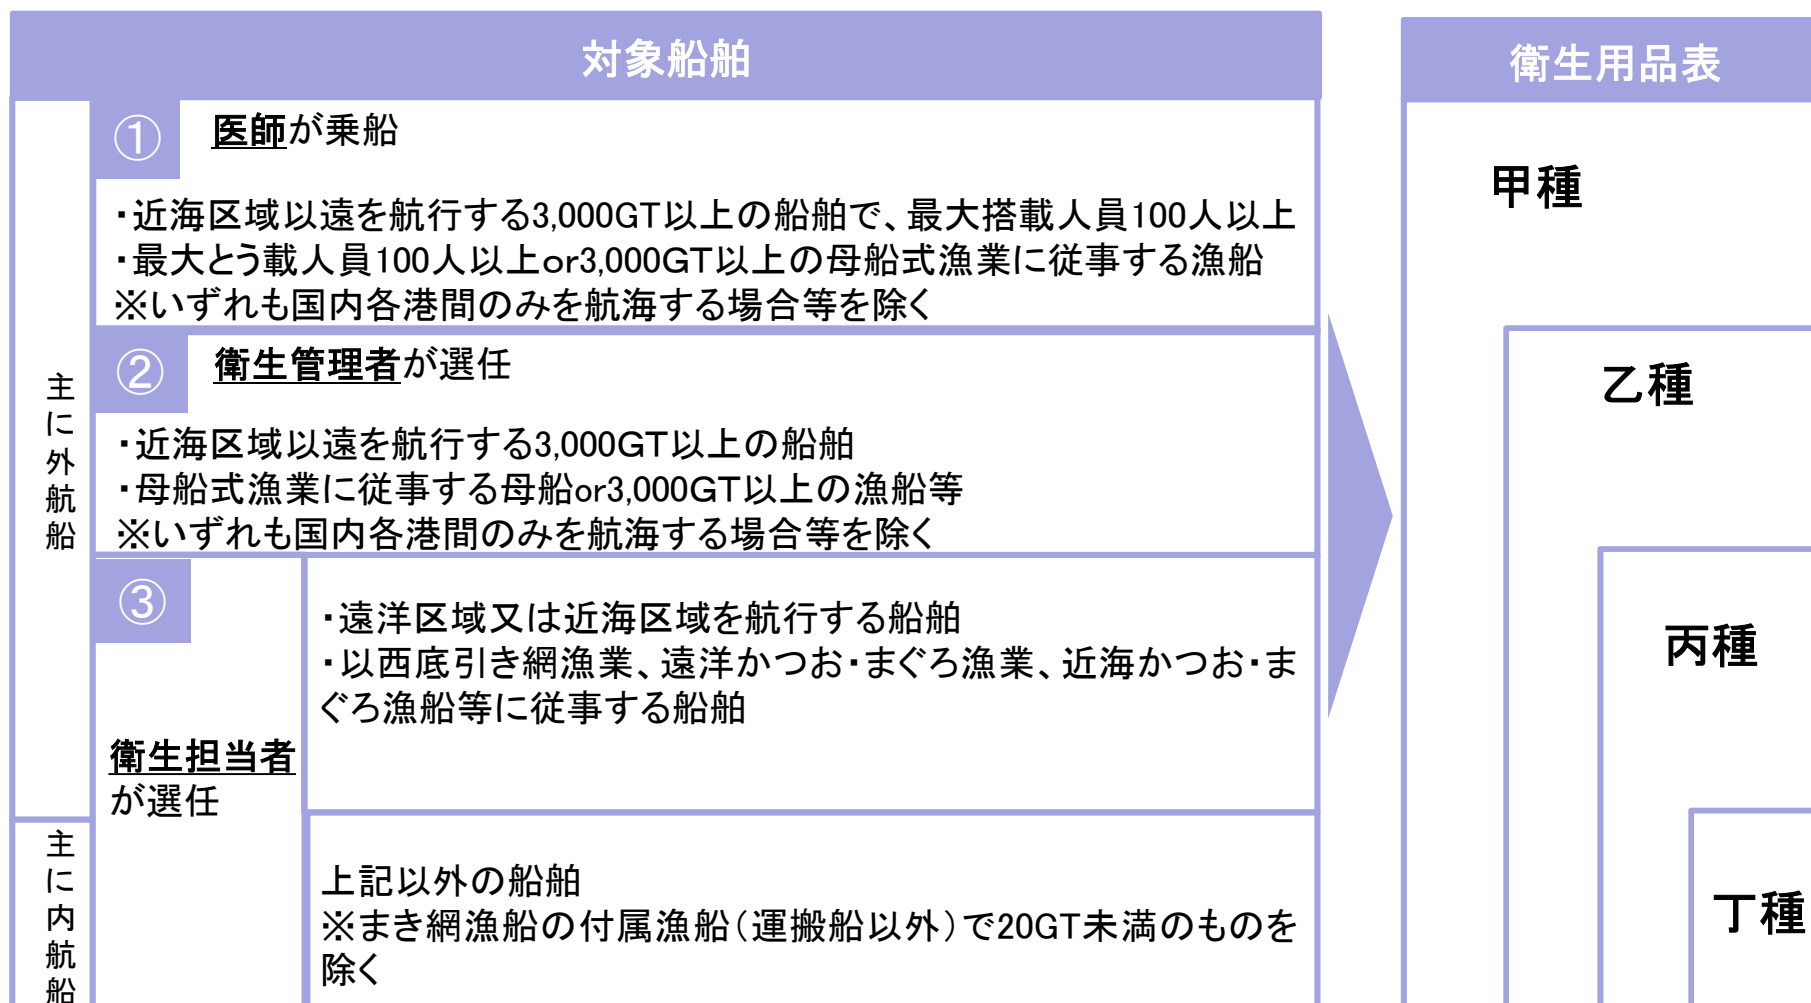 対象船舶
① 医師が乗船
・近海区域以遠を航行する3,000GT以上の船舶で、最大搭載人員100人以上
・最大とう載人員100人以上or3,000GT以上の母船式漁業に従事する漁船
※いずれも国内各港間のみを航海する場合等を除く
② 衛生管理者が選任
・近海区域以遠を航行する3,000GT以上の船舶
・母船式漁業に従事する母船or3,000GT以上の漁船等
※いずれも国内各港間のみを航海する場合等を除く
主に外航船
③
衛生担当者
が選任
・遠洋区域又は近海区域を航行する船舶
・以西底引き網漁業、遠洋かつお・まぐろ漁業、近海かつお・ま
ぐろ漁船等に従事する船舶
主に内航船
上記以外の船舶
※まき網漁船の付属漁船（運搬船以外）で20GT未満のものを
除く
衛生用品表
甲種
乙種
丙種
丁種